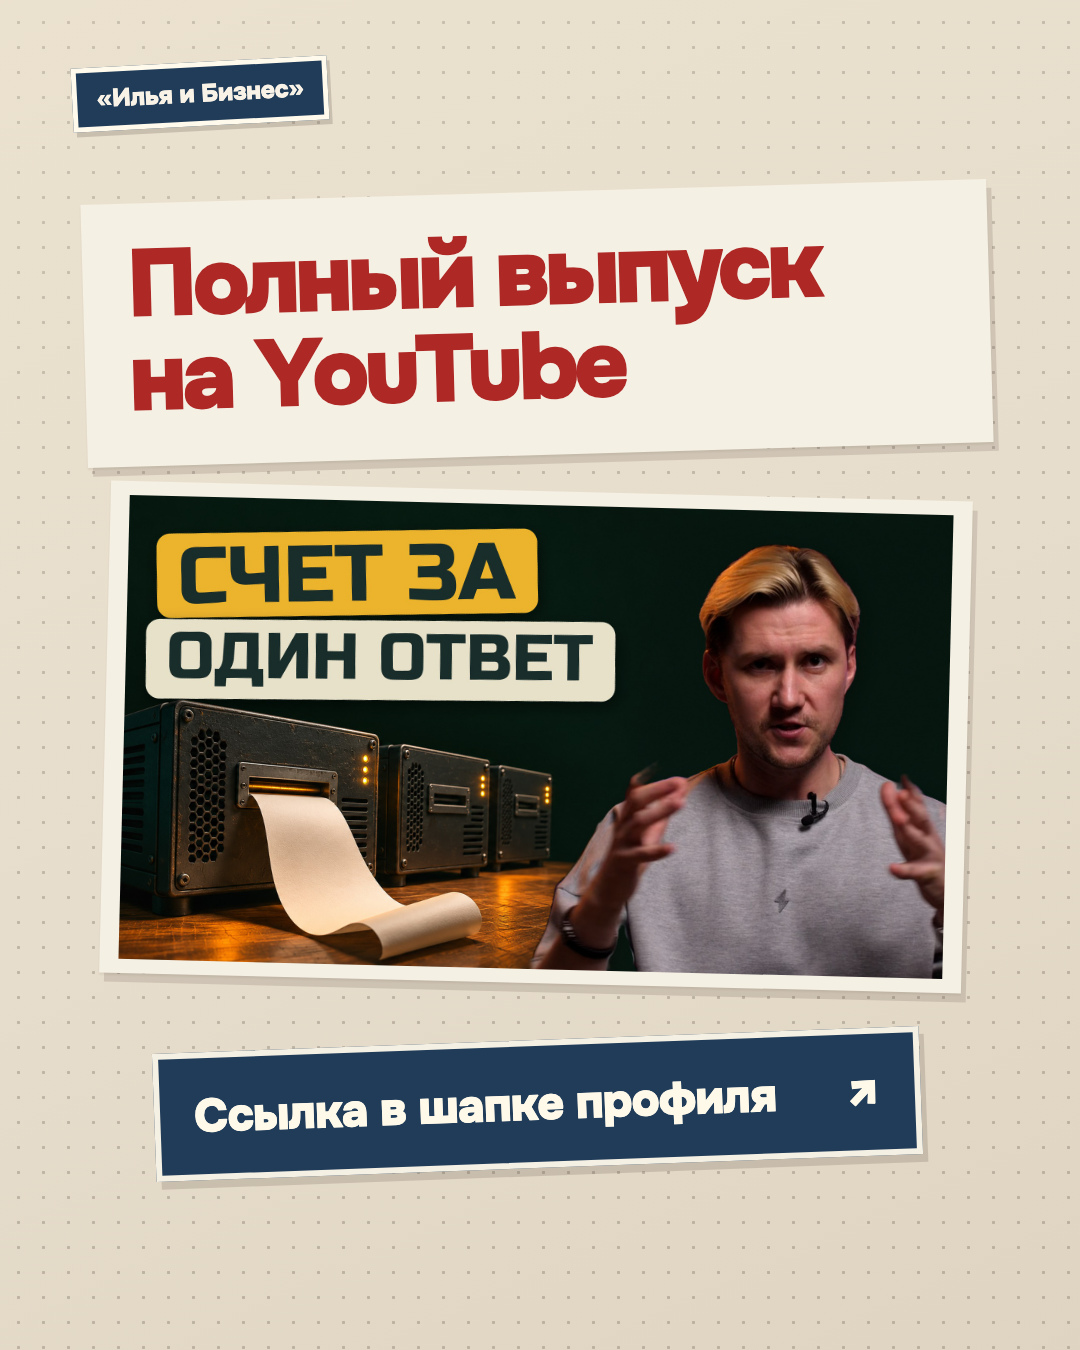 «Илья и Бизнес»
Полный выпуск
на YouTube
СЧЕТ ЗА
ОДИН ОТВЕТ
Ссылка в шапке профиля